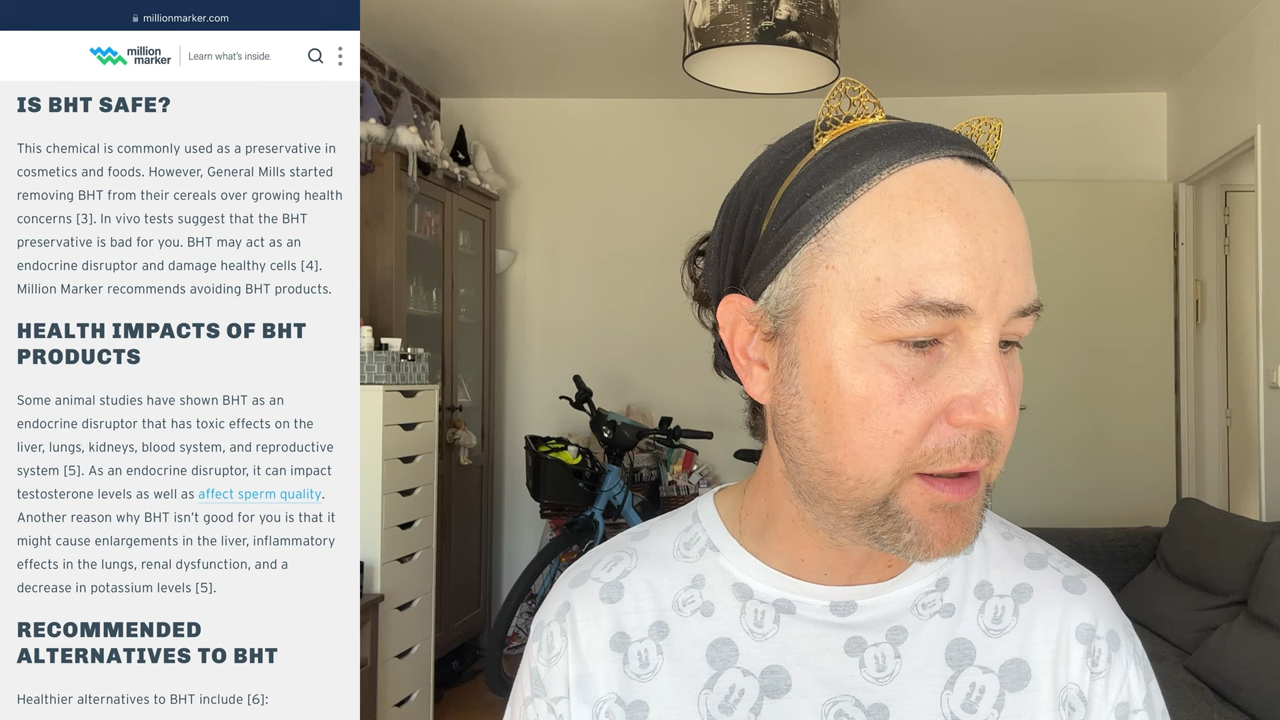 millionmarker.com
million
marker
Learn what's inside.
IS BHT SAFE?
This chemical is commonly used as a preservative in
cosmetics and foods. However, General Mills started
removing BHT from their cereals over growing health
concerns [3]. In vivo tests suggest that the BHT
preservative is bad for you. BHT may act as an
endocrine disruptor and damage healthy cells [4].
Million Marker recommends avoiding BHT products.
HEALTH IMPACTS OF BHT
PRODUCTS
Some animal studies have shown BHT as an
endocrine disruptor that has toxic effects on the
liver, lungs, kidneys, blood system, and reproductive
system [5]. As an endocrine disruptor, it can impact
testosterone levels as well as affect sperm quality.
Another reason why BHT isn't good for you is that it
might cause enlargements in the liver, inflammatory
effects in the lungs, renal dysfunction, and a
decrease in potassium levels [5].
RECOMMENDED
ALTERNATIVES TO BHT
Healthier alternatives to BHT include [6]: